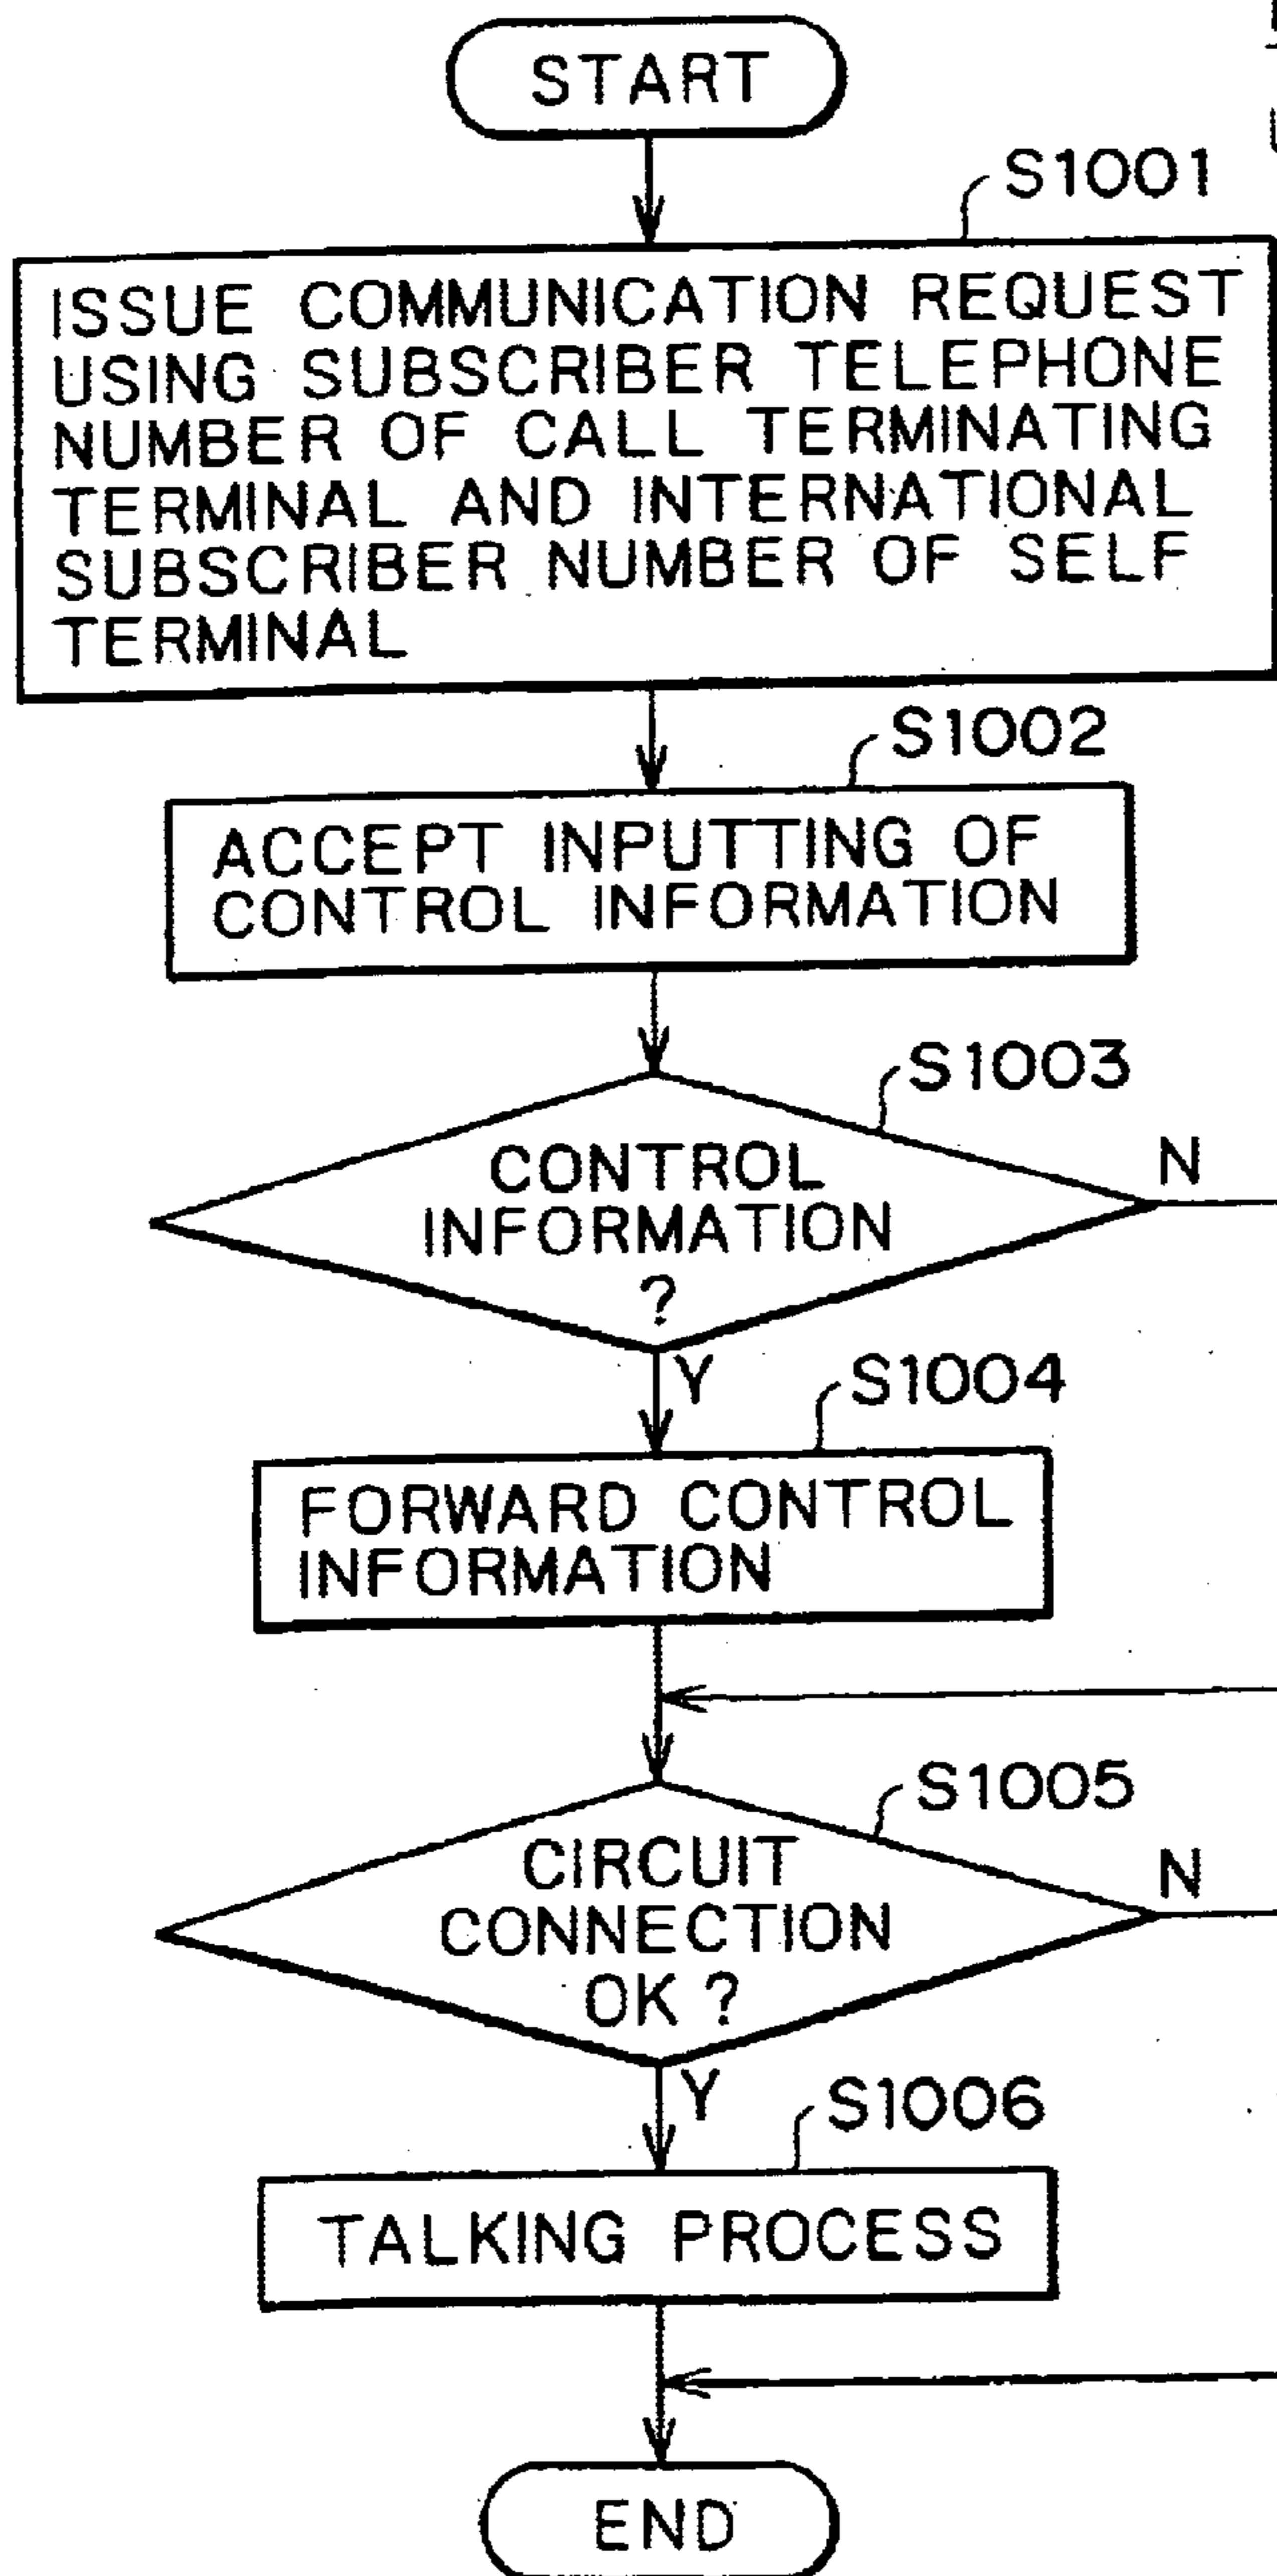 START
S1001
ISSUE COMMUNICATION REQUEST
USING SUBSCRIBER TELEPHONE
NUMBER OF CALL TERMINATING
TERMINAL AND INTERNATIONAL
SUBSCRIBER NUMBER OF SELF
TERMINAL
S1002
ACCEPT INPUTTING OF
CONTROL INFORMATION
S1003
CONTROL
INFORMATION
?
N
Y
S1004
FORWARD CONTROL
INFORMATION
S1005
CIRCUIT
CONNECTION
OK ?
N
Y
S1006
TALKING PROCESS
END